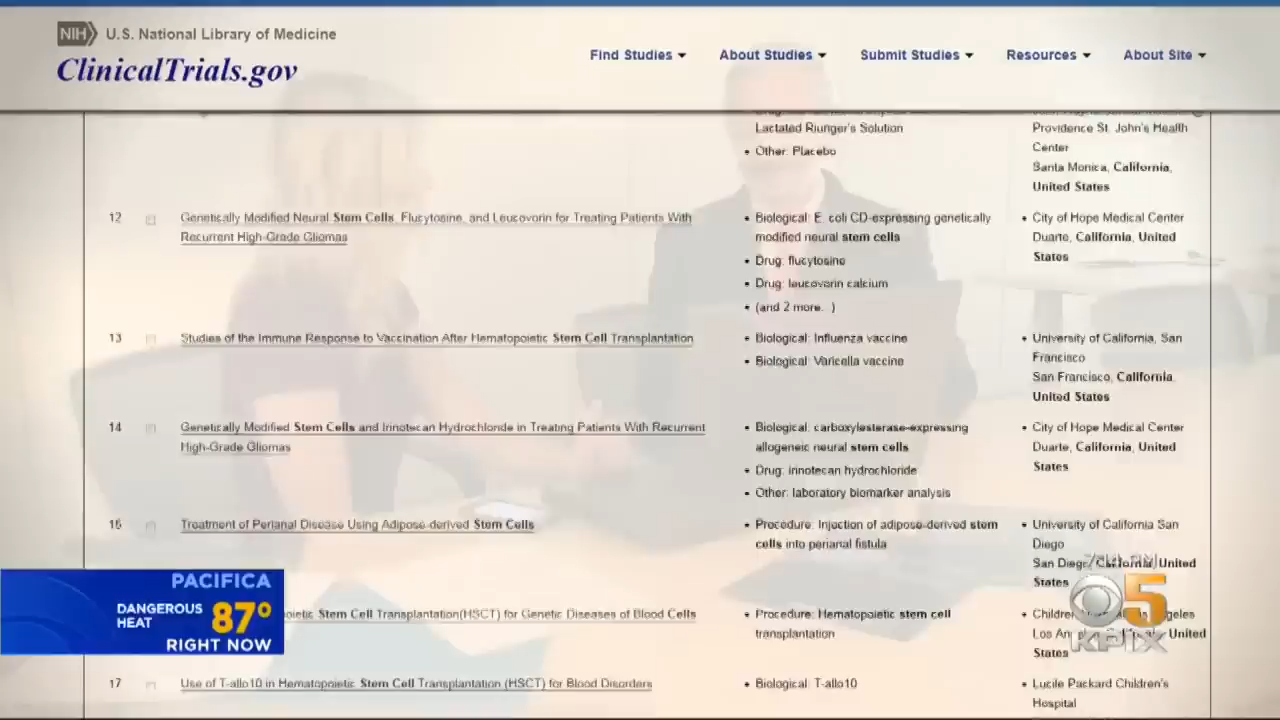 NIH U.S. National Library of Medicine
ClinicalTrials.gov
Find Studies About Studies Submit Studies Resources About Site
Lactated Riunger's Solution
• Other: Placebo
Providence St. John's Health
Center
Santa Monica, California,
United States
12
Genetically Modified Neural Stem Cells, Flucytosine, and Leucovorin for Treating Patients With
Recurrent High-Grade Gliomas
• Biological: E. coli CD-expressing genetically
modified neural stem cells
• Drug: flucytosine
• Drug: leucovorin calcium
• (and 2 more...)
• City of Hope Medical Center
Duarte, California, United
States
13
Studies of the Immune Response to Vaccination After Hematopoietic Stem Cell Transplantation
• Biological: Influenza vaccine
• Biological: Varicella vaccine
• University of California, San
Francisco
San Francisco, California,
United States
14
Genetically Modified Stem Cells and Irinotecan Hydrochloride in Treating Patients With Recurrent
High-Grade Gliomas
• Biological: carboxylesterase-expressing
allogeneic neural stem cells
• Drug: irinotecan hydrochloride
• Other: laboratory biomarker analysis
• City of Hope Medical Center
Duarte, California, United
States
15
Treatment of Perianal Disease Using Adipose-derived Stem Cells
• Procedure: Injection of adipose-derived stem
cells into perianal fistula
• University of California San
Diego
San Diego, California, United
States
Stem Cell Transplantation(HSCT) for Genetic Diseases of Blood Cells
• Procedure: Hematopoietic stem cell
transplantation
United
States
17
Use of T-allo10 in Hematopoietic Stem Cell Transplantation (HSCT) for Blood Disorders
• Biological: T-allo10
• Lucile Packard Children's
Hospital
PACIFICA
DANGEROUS
HEAT
87°
RIGHT NOW
5
KPIX